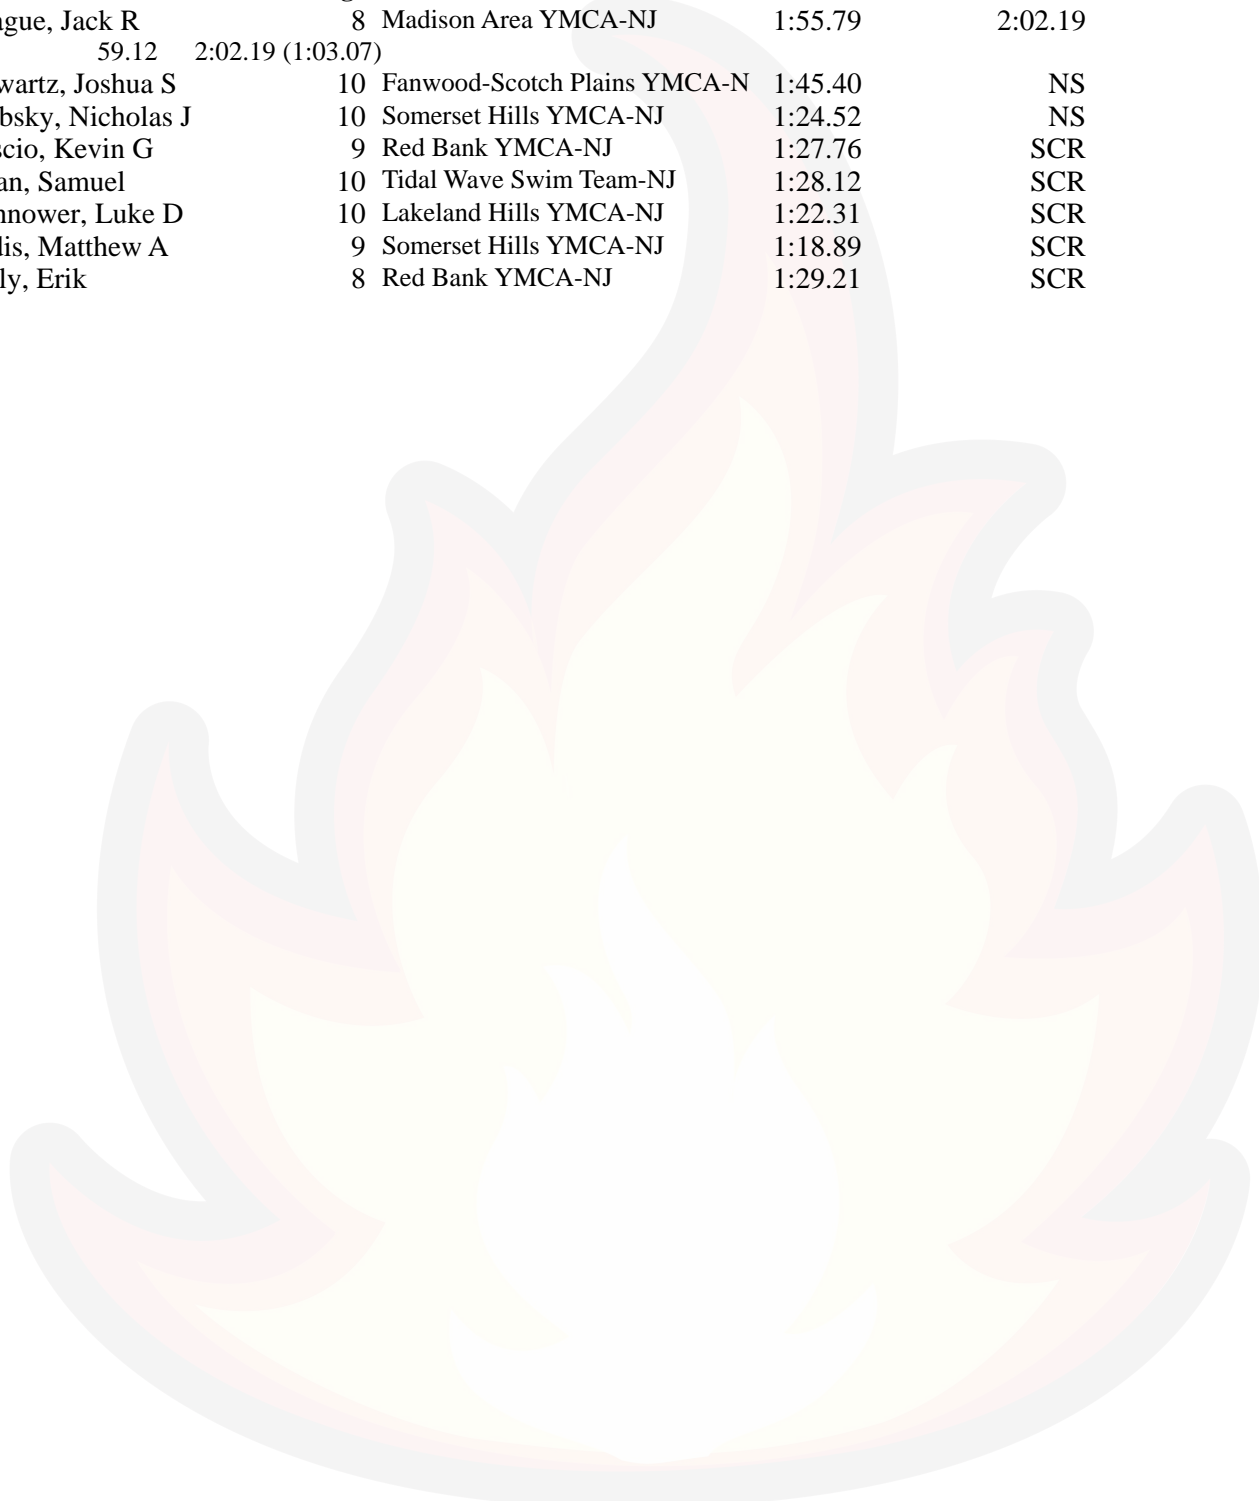 ague, Jack R 8 Madison Area YMCA-NJ 1:55.79 2:02.19
59.12 2:02.19 (1:03.07)
wartz, Joshua S 10 Fanwood-Scotch Plains YMCA-N 1:45.40 NS
bsky, Nicholas J 10 Somerset Hills YMCA-NJ 1:24.52 NS
scio, Kevin G 9 Red Bank YMCA-NJ 1:27.76 SCR
an, Samuel 10 Tidal Wave Swim Team-NJ 1:28.12 SCR
nnower, Luke D 10 Lakeland Hills YMCA-NJ 1:22.31 SCR
lis, Matthew A 9 Somerset Hills YMCA-NJ 1:18.89 SCR
ly, Erik 8 Red Bank YMCA-NJ 1:29.21 SCR